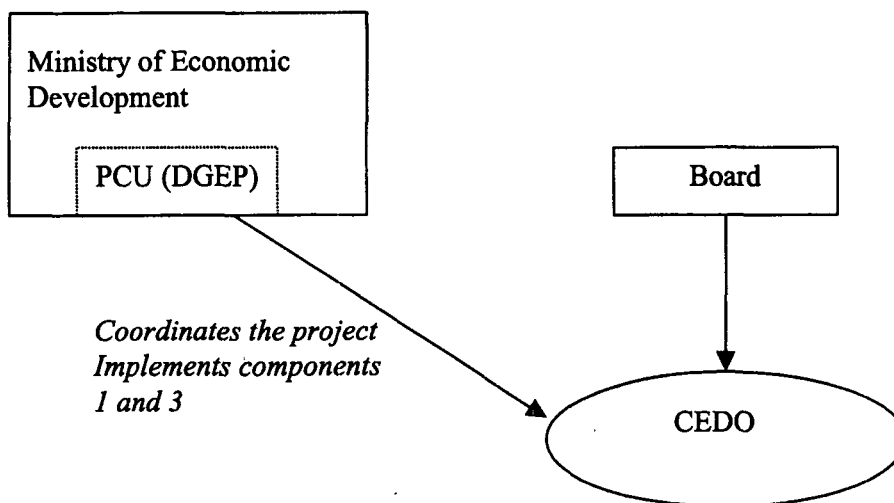 Ministry of Economic
Development
PCU (DGEP)
Board
Coordinates the project
Implements components
1 and 3
CEDO